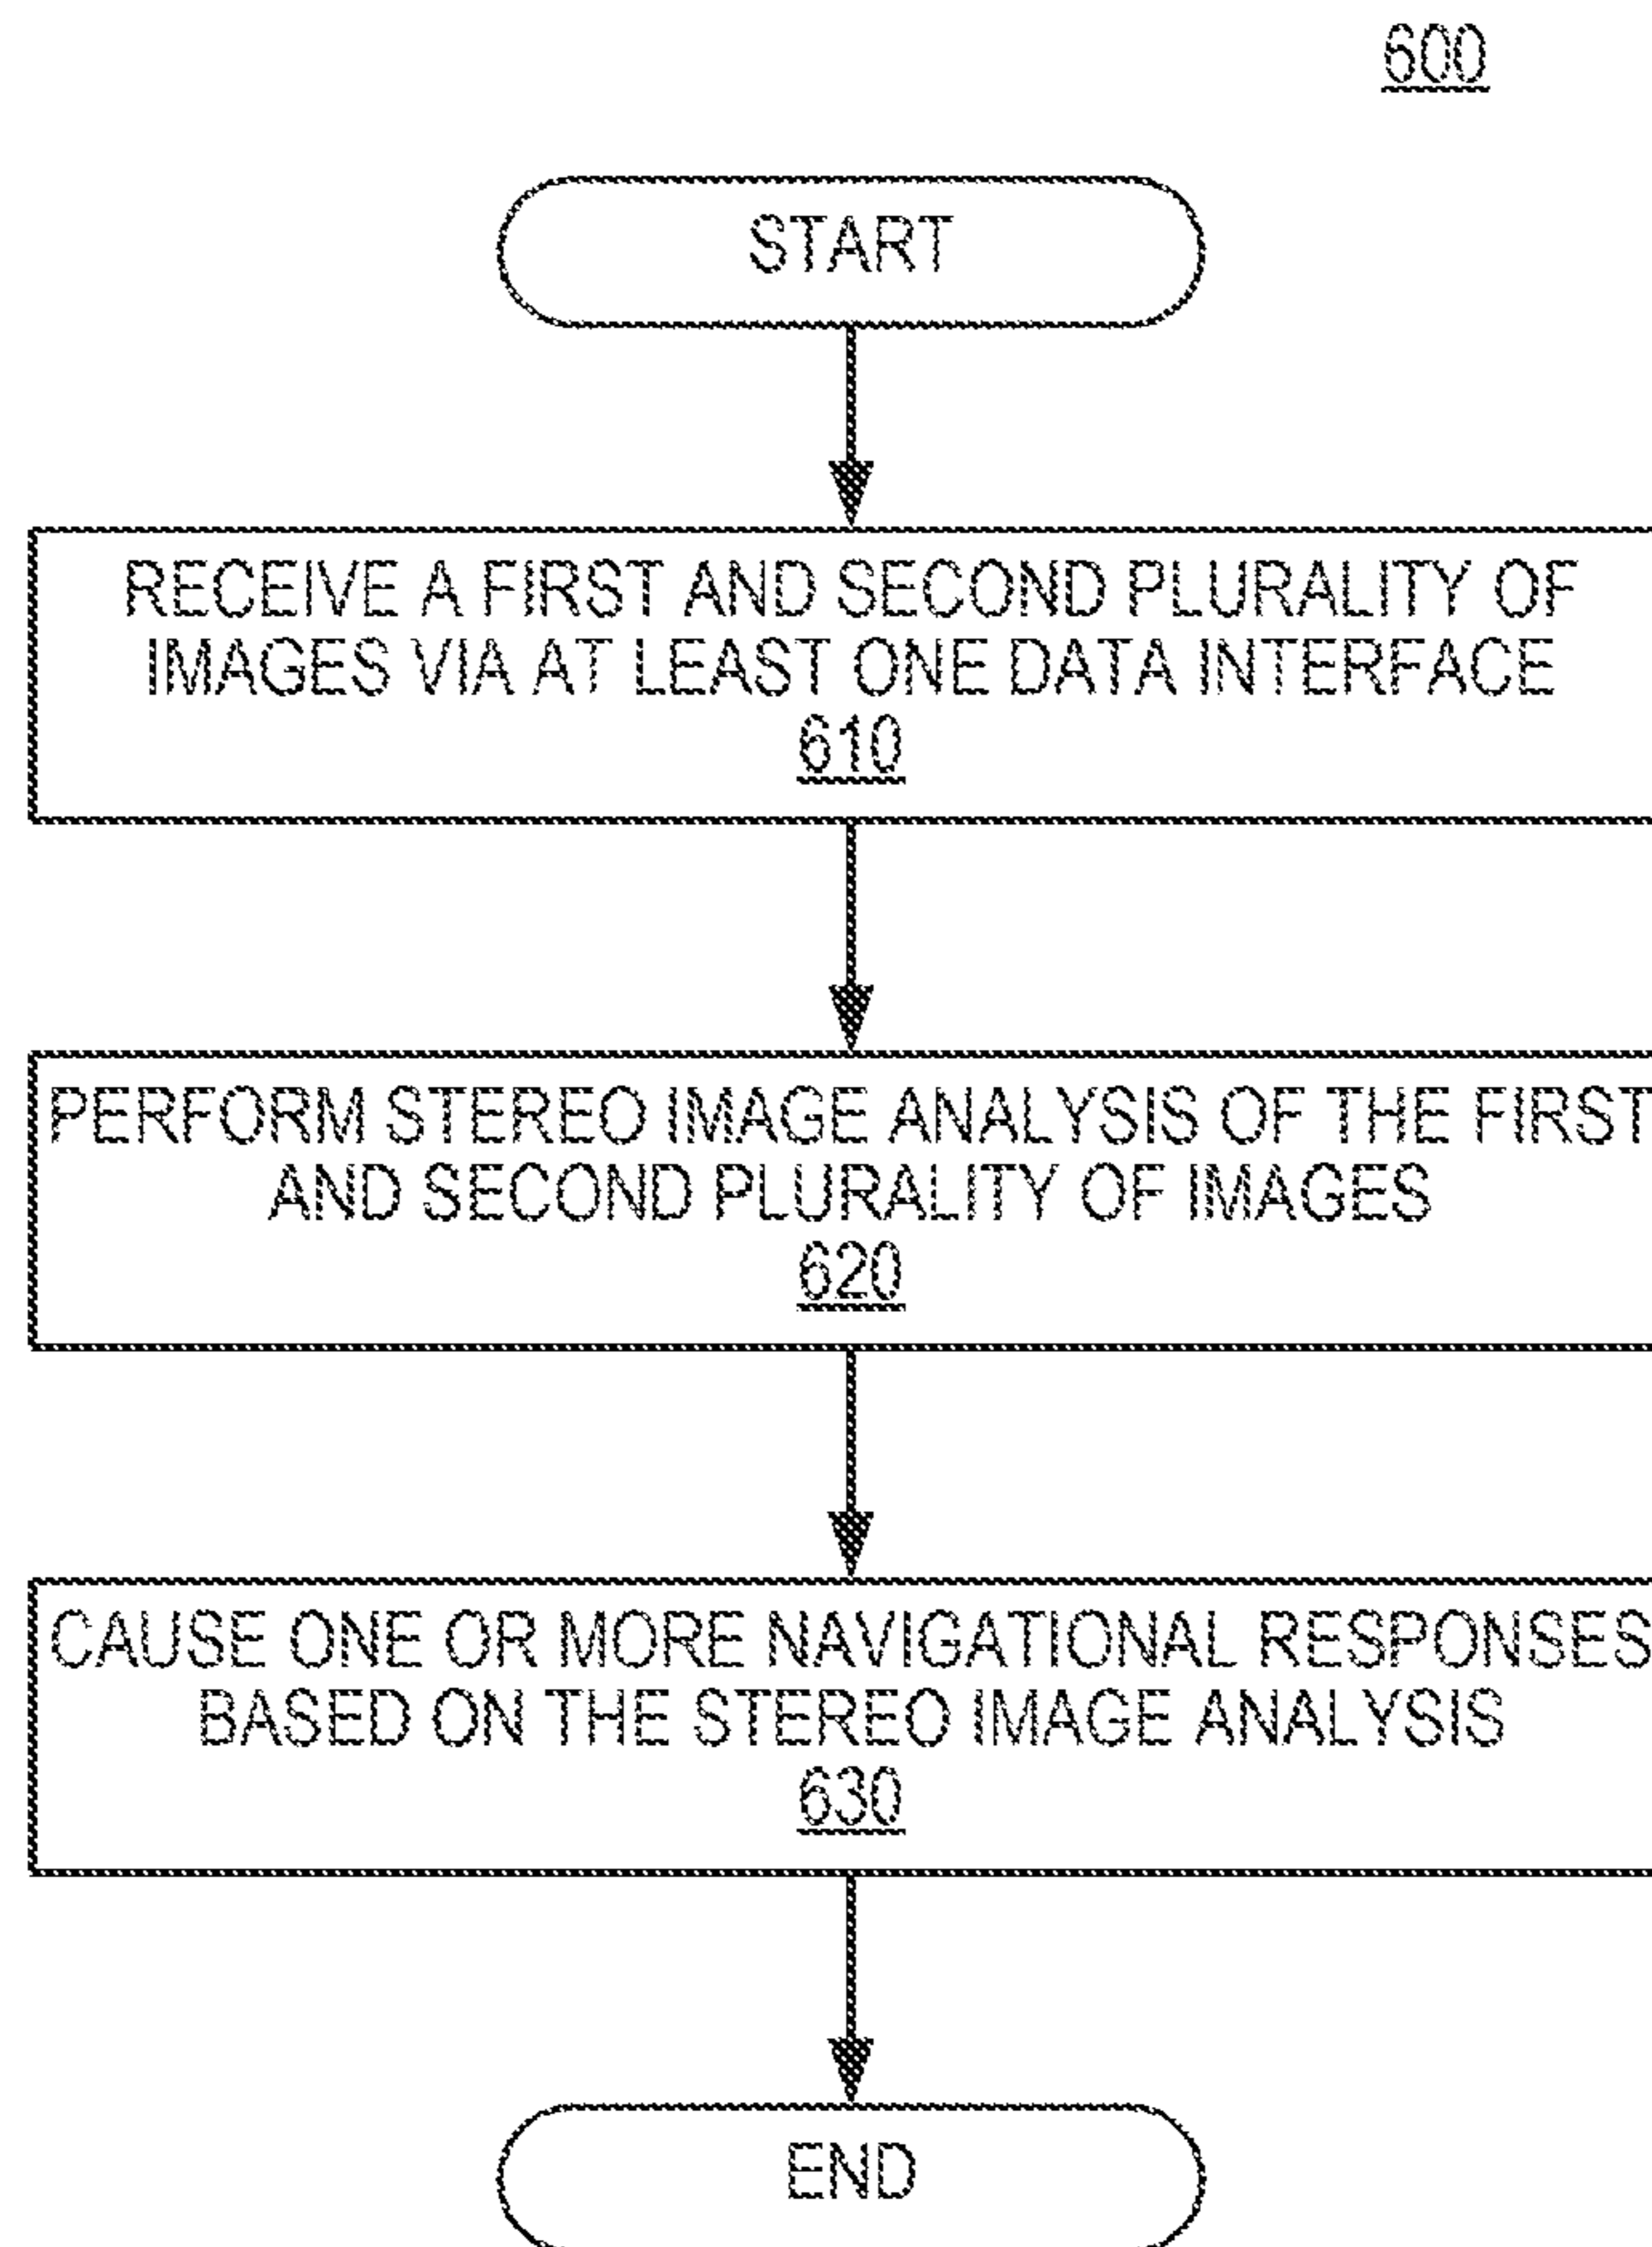 600
START
RECEIVE A FIRST AND SECOND PLURALITY OF
IMAGES VIA AT LEAST ONE DATA INTERFACE
610
PERFORM STEREO IMAGE ANALYSIS OF THE FIRST
AND SECOND PLURALITY OF IMAGES
620
CAUSE ONE OR MORE NAVIGATIONAL RESPONSES
BASED ON THE STEREO IMAGE ANALYSIS
630
END